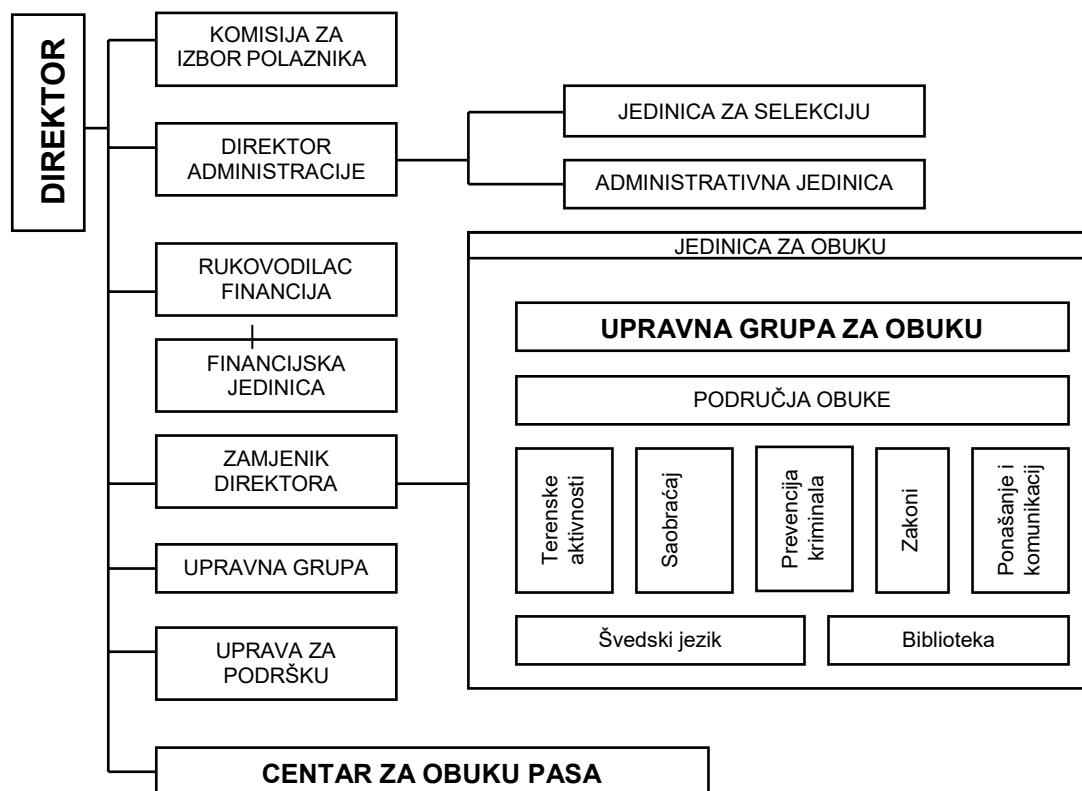 DIREKTOR
KOMISIJA ZA
IZBOR POLAZNIKA
DIREKTOR
ADMINISTRACIJE
JEDINICA ZA SELEKCIJU
ADMINISTRATIVNA JEDINICA
RUKOVODILAC
FINANCIJA
FINANCIJSKA
JEDINICA
ZAMJENIK
DIREKTORA
UPRAVNA GRUPA
UPRAVA ZA
PODRŠKU
CENTAR ZA OBUKU PASA
JEDINICA ZA OBUKU
UPRAVNA GRUPA ZA OBUKU
PODRUČJA OBUKE
Terenske
aktivnosti
Saobraćaj
Prevencija
kriminala
Zakoni
Ponašanje i
komunikacij
Švedski jezik
Biblioteka